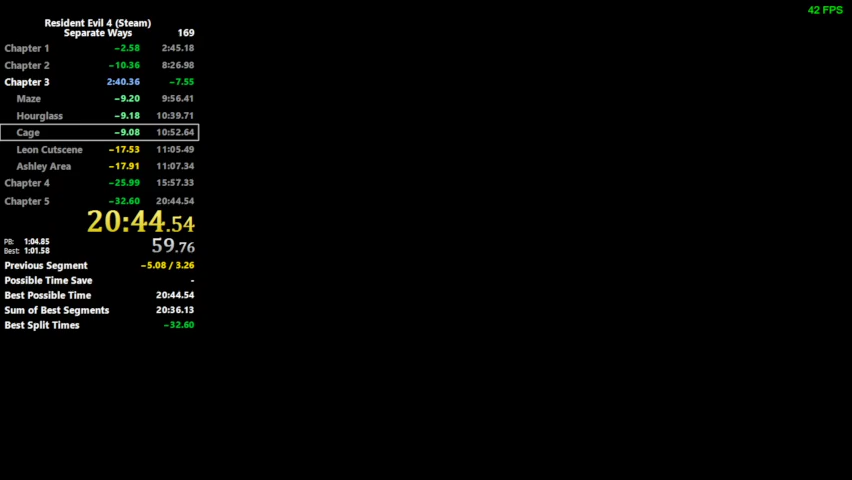 42 FPS
Resident Evil 4 (Steam)
Separate Ways 169
Chapter 1 −2.58 2:45.18
Chapter 2 −10.36 8:26.98
Chapter 3 2:40.36 −7.55
Maze −9.20 9:56.41
Hourglass −9.18 10:39.71
Cage −9.08 10:52.64
Leon Cutscene −17.53 11:05.49
Ashley Area −17.91 11:07.34
Chapter 4 −25.99 15:57.33
Chapter 5 −32.60 20:44.54
20:44.54
PB: 1:04.85
Best: 1:01.58
59.76
Previous Segment −5.08 / 3.26
Possible Time Save -
Best Possible Time 20:44.54
Sum of Best Segments 20:36.13
Best Split Times −32.60